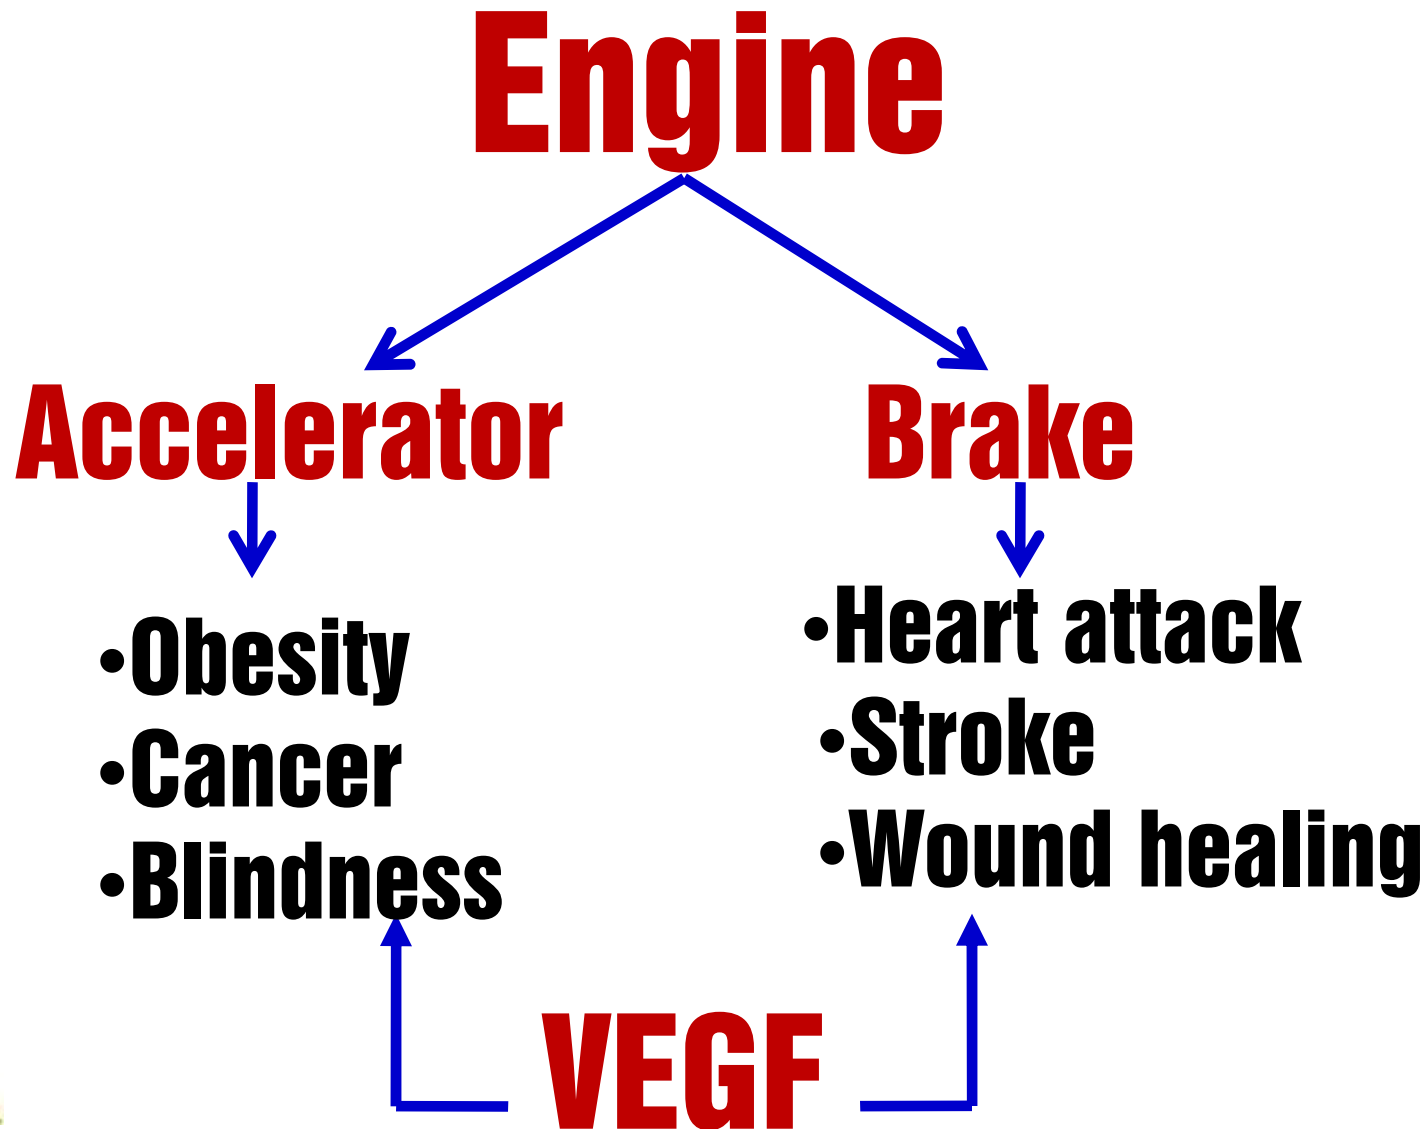 Engine
Accelerator
Brake
•Obesity
•Cancer
•Blindness
•Heart attack
•Stroke
•Wound healing
VEGF